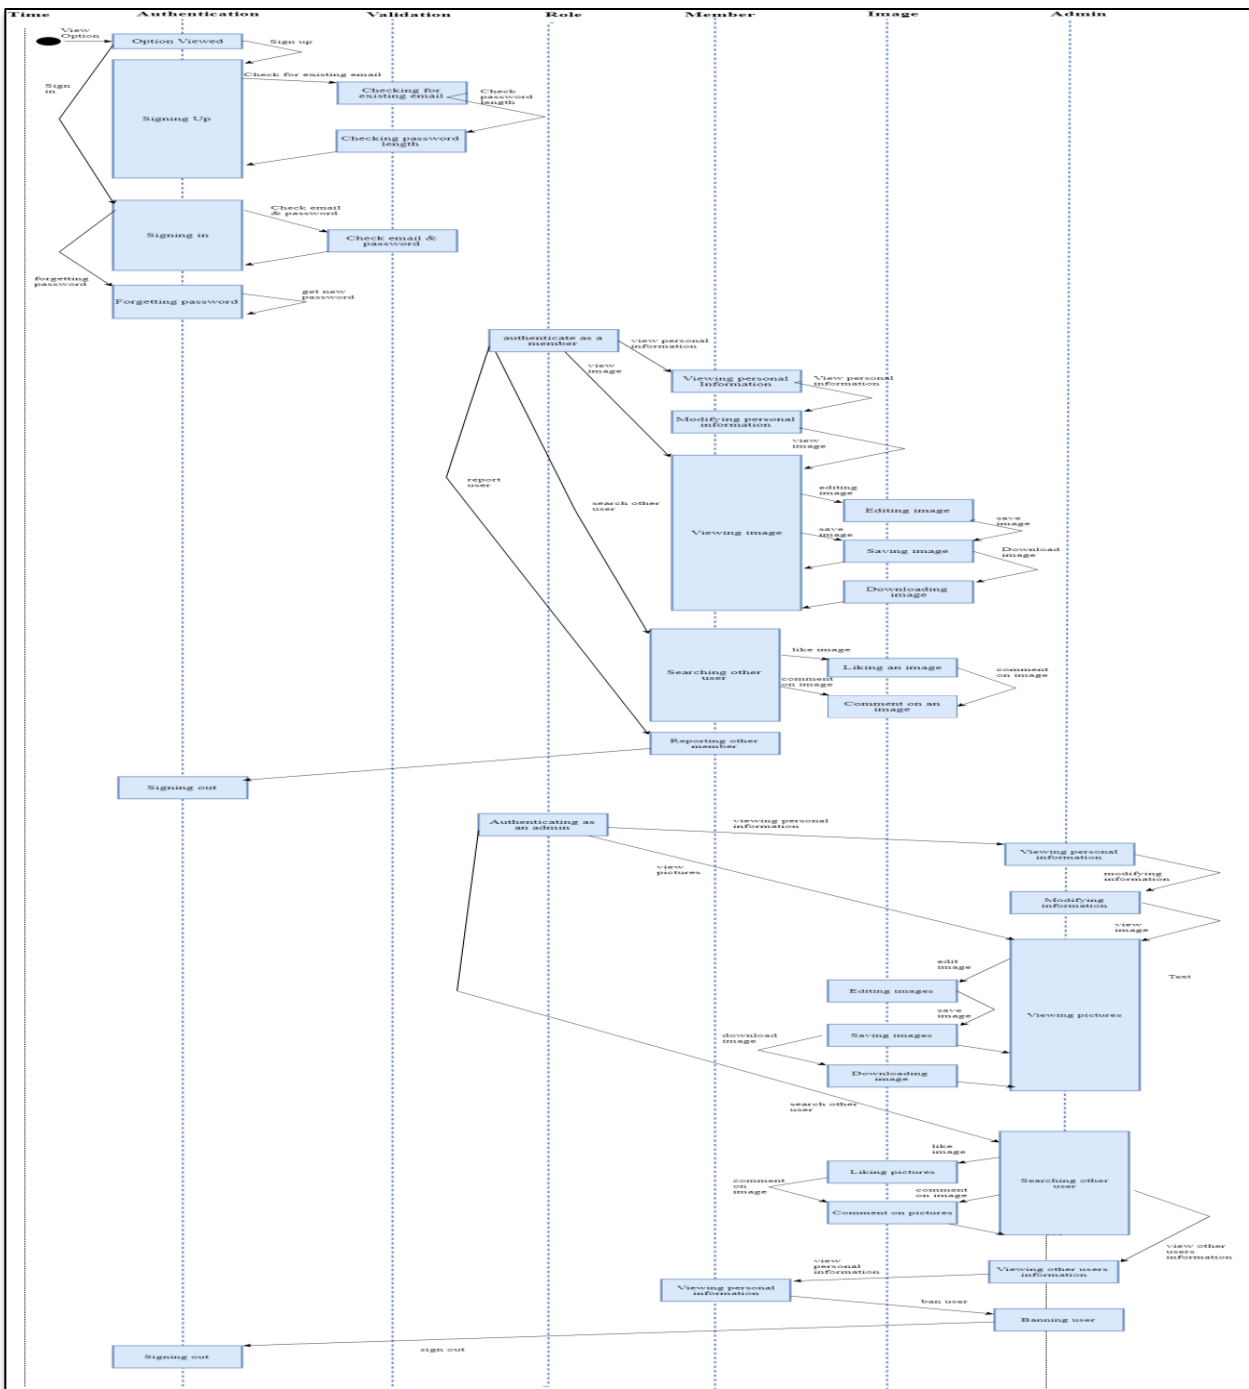 Time
Authentication
Validation
Role
Member
Image
Admin
View
Option
Option Viewed
Sign up
Sign
in
Check for existing email
Checking for
existing email
Check
password
length
Signing Up
Checking password
length
Check email
& password
Signing in
Check email &
password
forgetting
password
Forgetting password
get new
password
authenticate as a
member
view personal
information
view
image
Viewing personal
Information
View personal
information
Modifying personal
information
view
image
report
user
search other
user
editing
image
Editing image
save
image
Viewing image
save
image
Saving image
Download
image
Downloading
image
like image
Liking an image
Searching other
user
comment
on image
comment
on image
Comment on an
image
Reporting other
member
Signing out
Authenticating as
an admin
viewing personal
information
Viewing personal
information
view
pictures
modifying
information
Modifying
information
view
image
edit
image
Text
Editing images
save
image
Viewing pictures
download
image
Saving images
Downloading
image
search other
user
like
image
Liking pictures
Searching other
user
comment
on
image
comment
on image
Comment on pictures
view other
users
information
view
personal
information
Viewing other users
information
Viewing personal
information
ban user
Banning user
sign out
Signing out